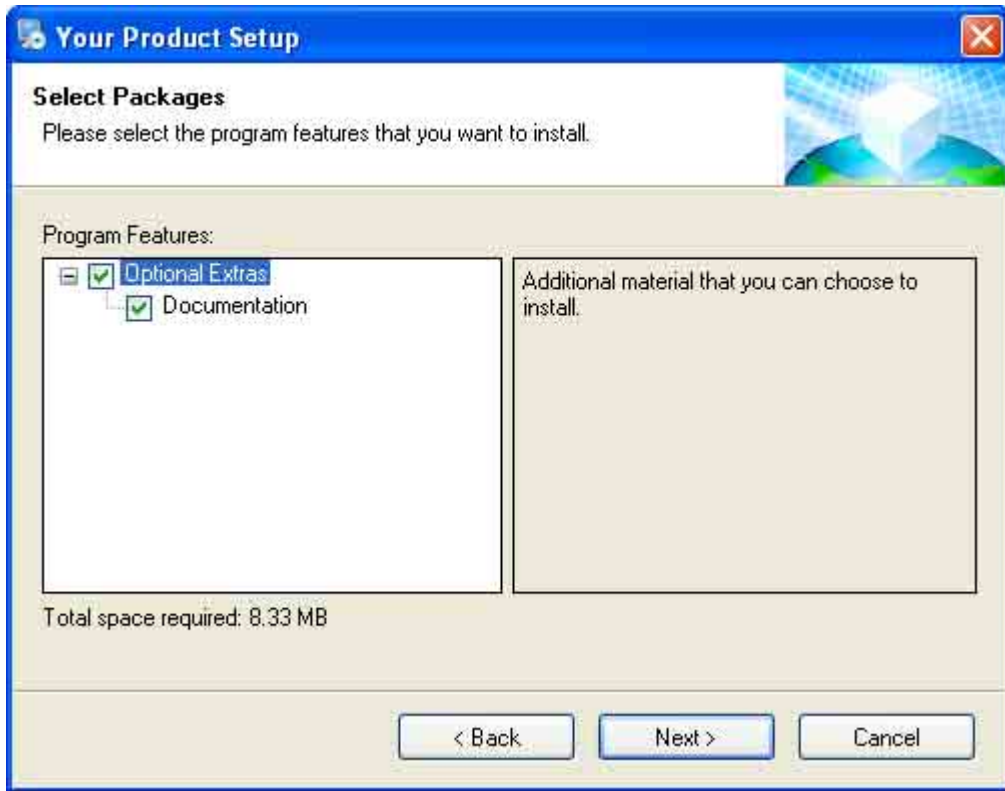 Your Product Setup
Select Packages
Please select the program features that you want to install.
Program Features:
Optional Extras
Documentation
Additional material that you can choose to
install.
Total space required: 8.33 MB
< Back
Next >
Cancel